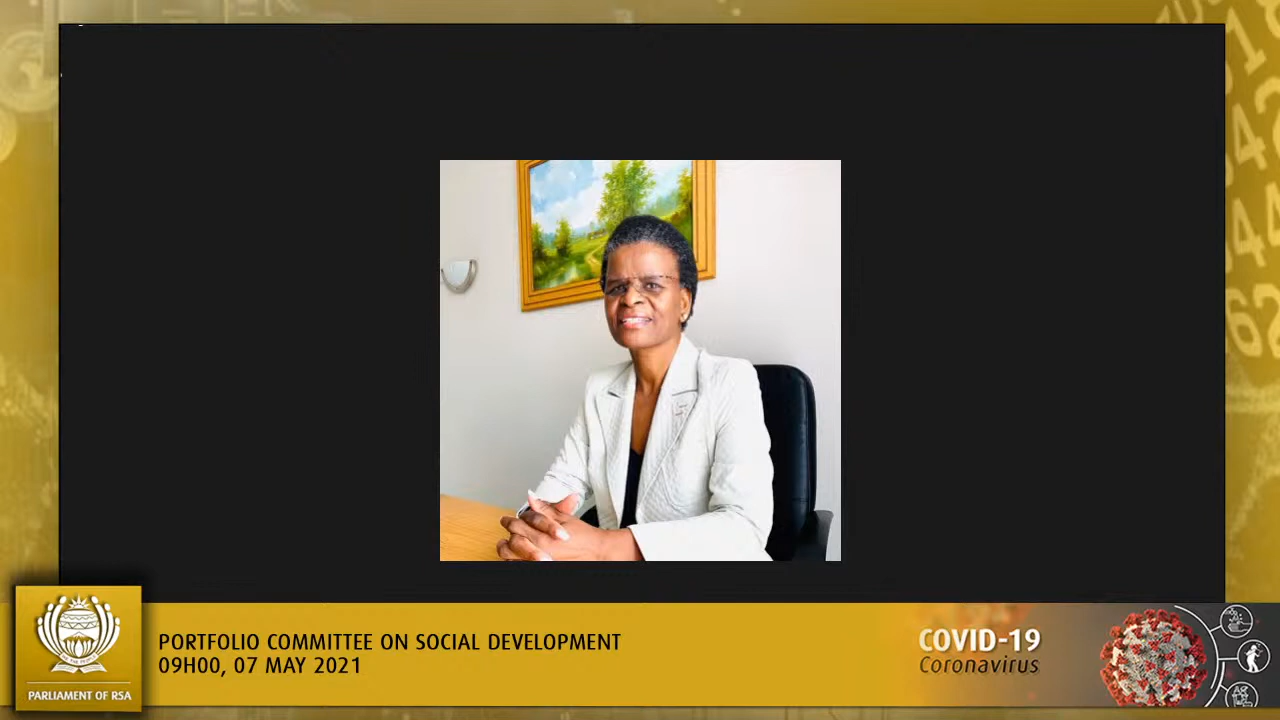 PORTFOLIO COMMITTEE ON SOCIAL DEVELOPMENT
09H00, 07 MAY 2021
PARLIAMENT OF RSA
COVID-19
Coronavirus